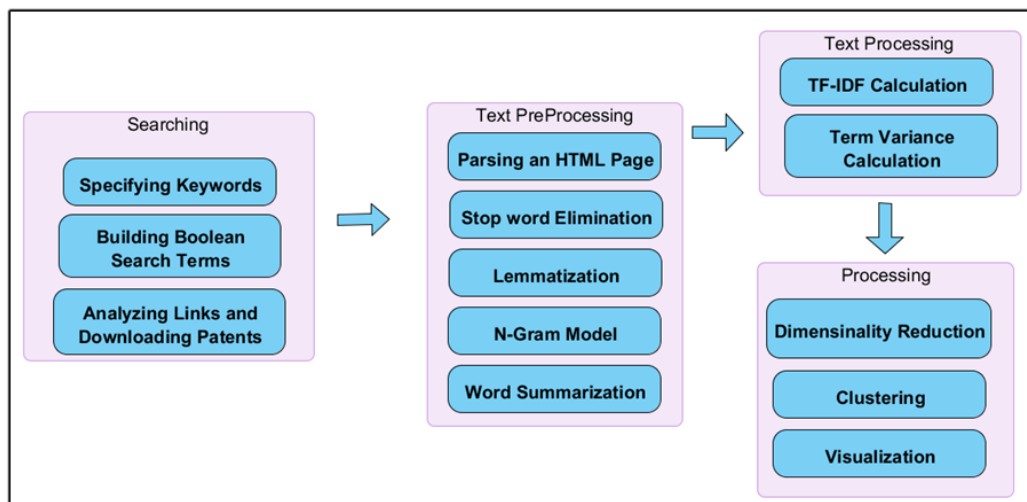 Searching
Specifying Keywords
Building Boolean
Search Terms
Analyzing Links and
Downloading Patents
Text PreProcessing
Parsing an HTML Page
Stop word Elimination
Lemmatization
N-Gram Model
Word Summarization
Text Processing
TF-IDF Calculation
Term Variance
Calculation
Processing
Dimensinality Reduction
Clustering
Visualization